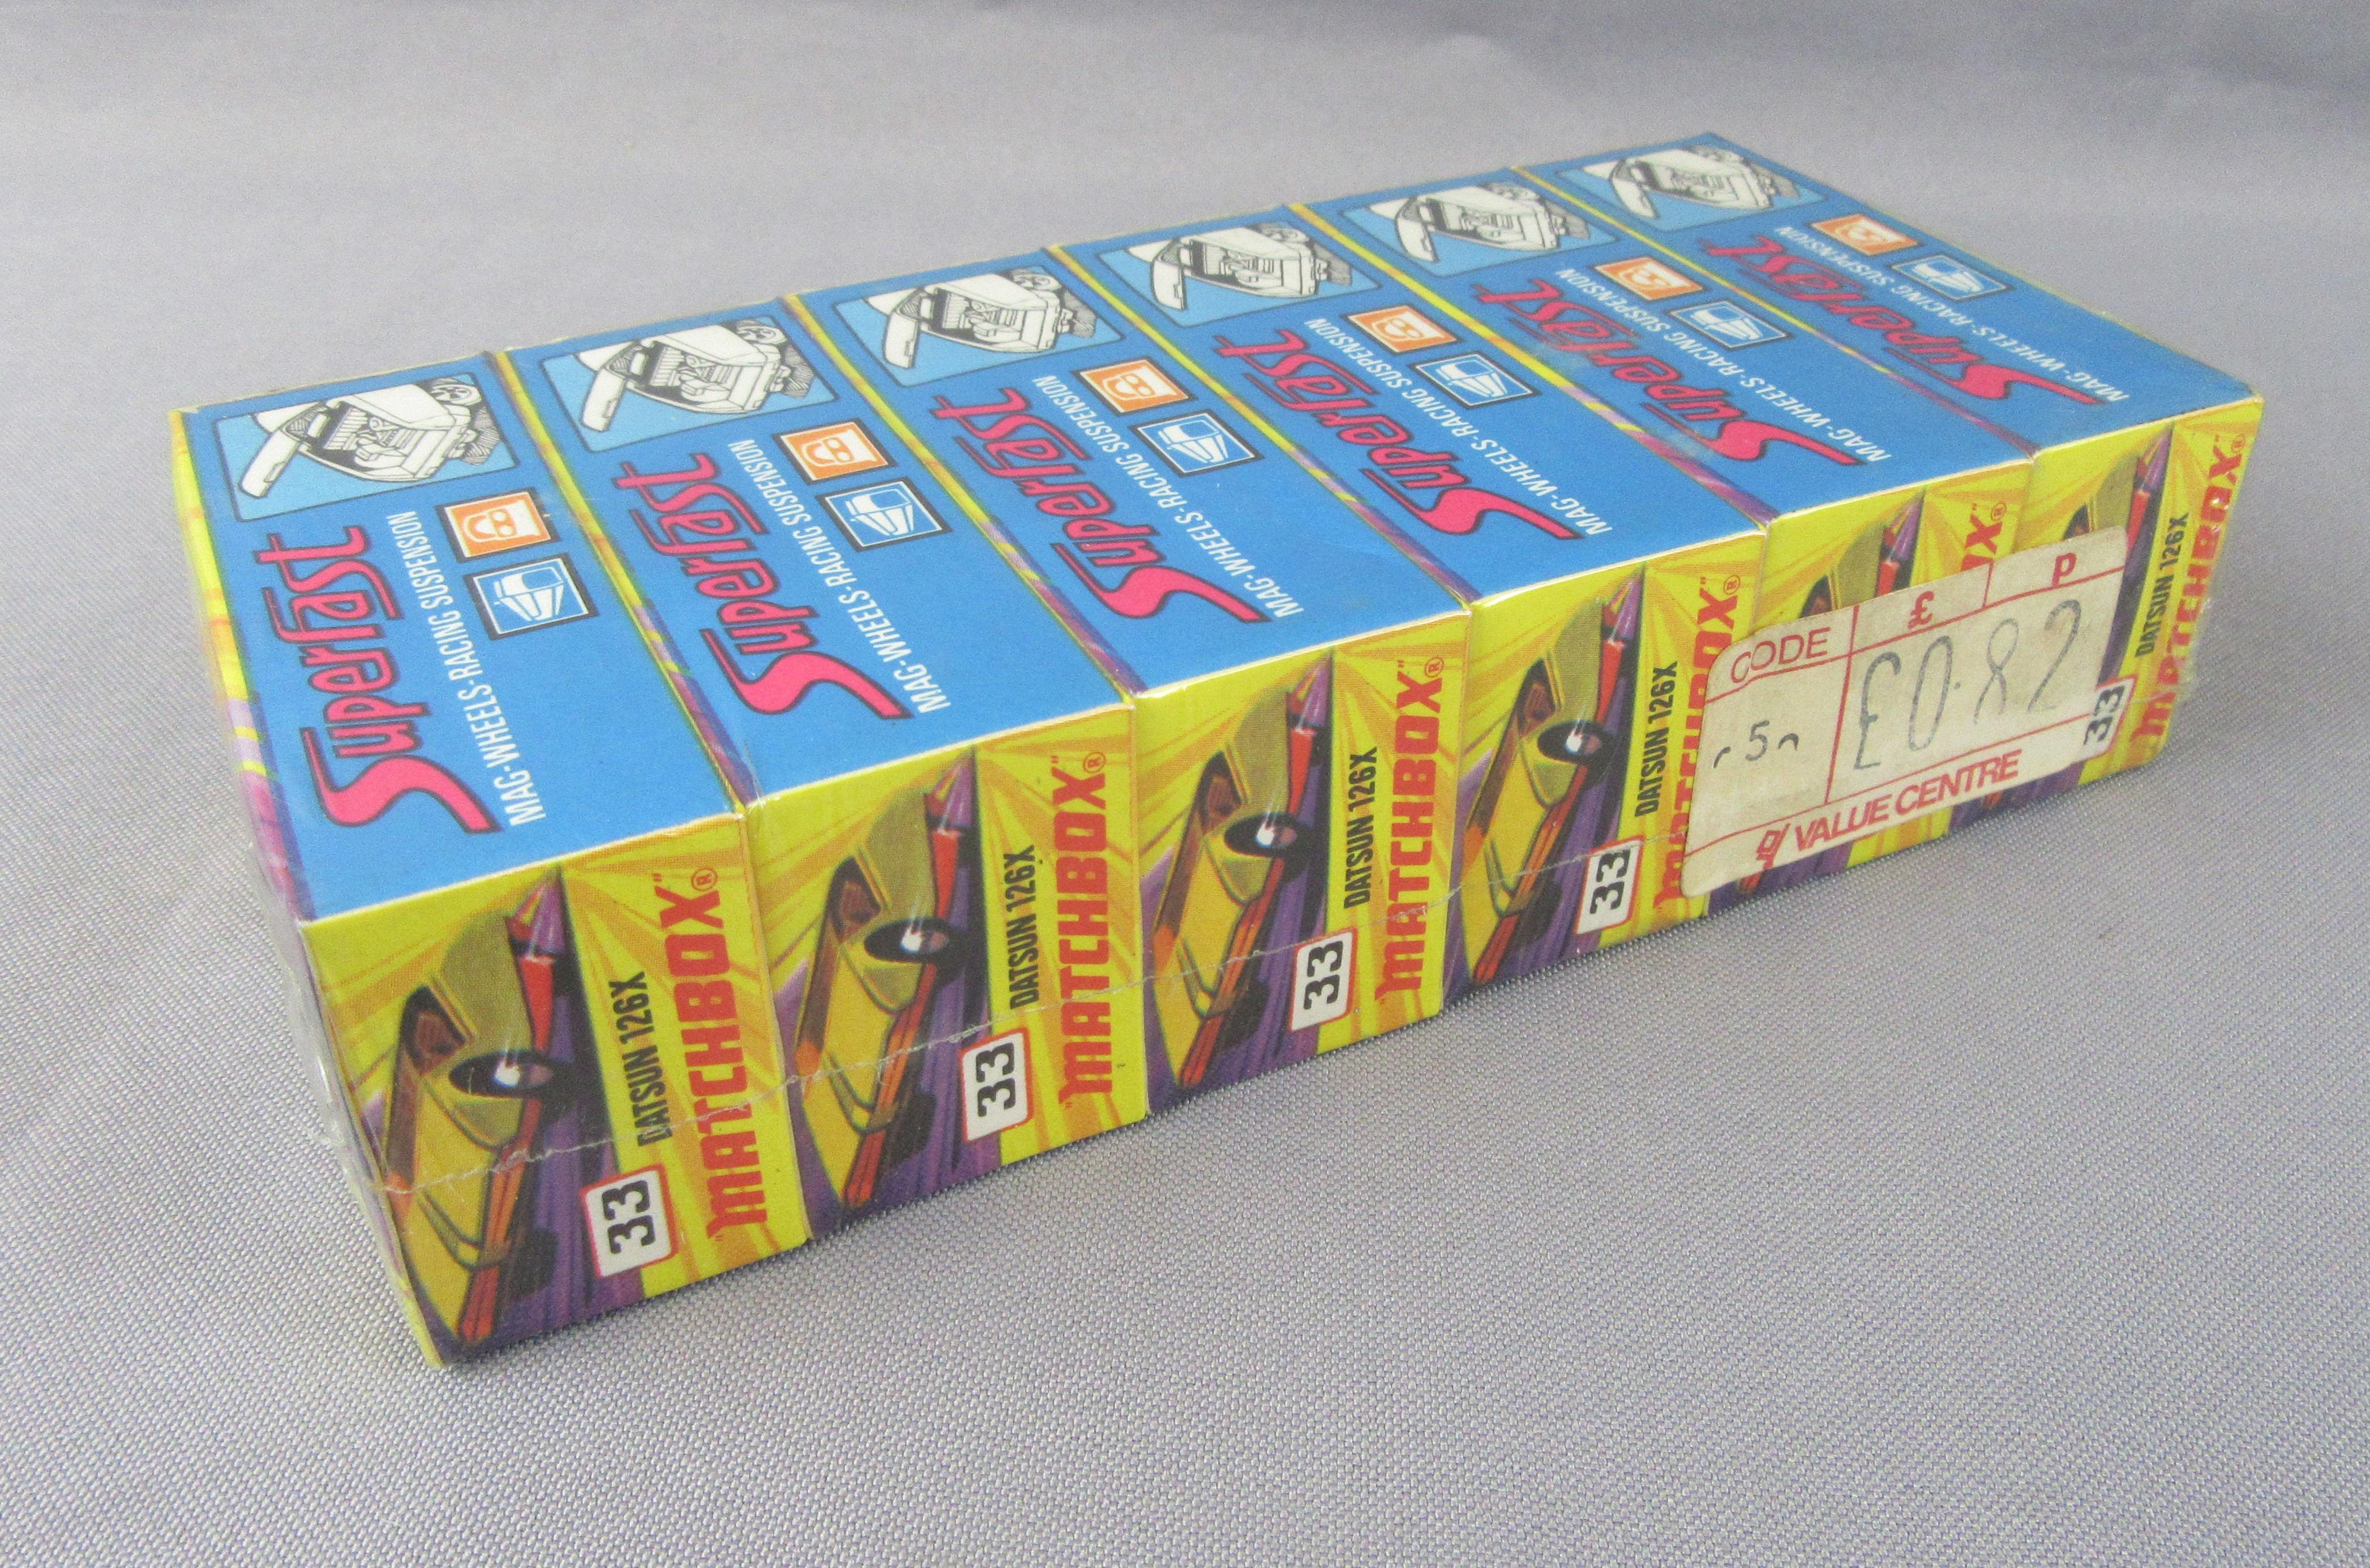 Superfast
MAG-WHEELS-RACING SUSPENSION
Superfast
MAG-WHEELS-RACING SUSPENSION
Superfast
MAG-WHEELS-RACING SUSPENSION
Superfast
MAG-WHEELS-RACING SUSPENSION
Superfast
MAG-WHEELS-RACING SUSPENSION
Superfast
MAG-WHEELS-RACING SUSPENSION
33
DATSUN 126X
"MATCHBOX"®
33
DATSUN 126X
"MATCHBOX"®
33
DATSUN 126X
"MATCHBOX"®
33
DATSUN 126X
"MATCHBOX"®
®
33
DATSUN 126X
"MATCHBOX"®
CODE £ P
5 £0.82
VALUE CENTRE